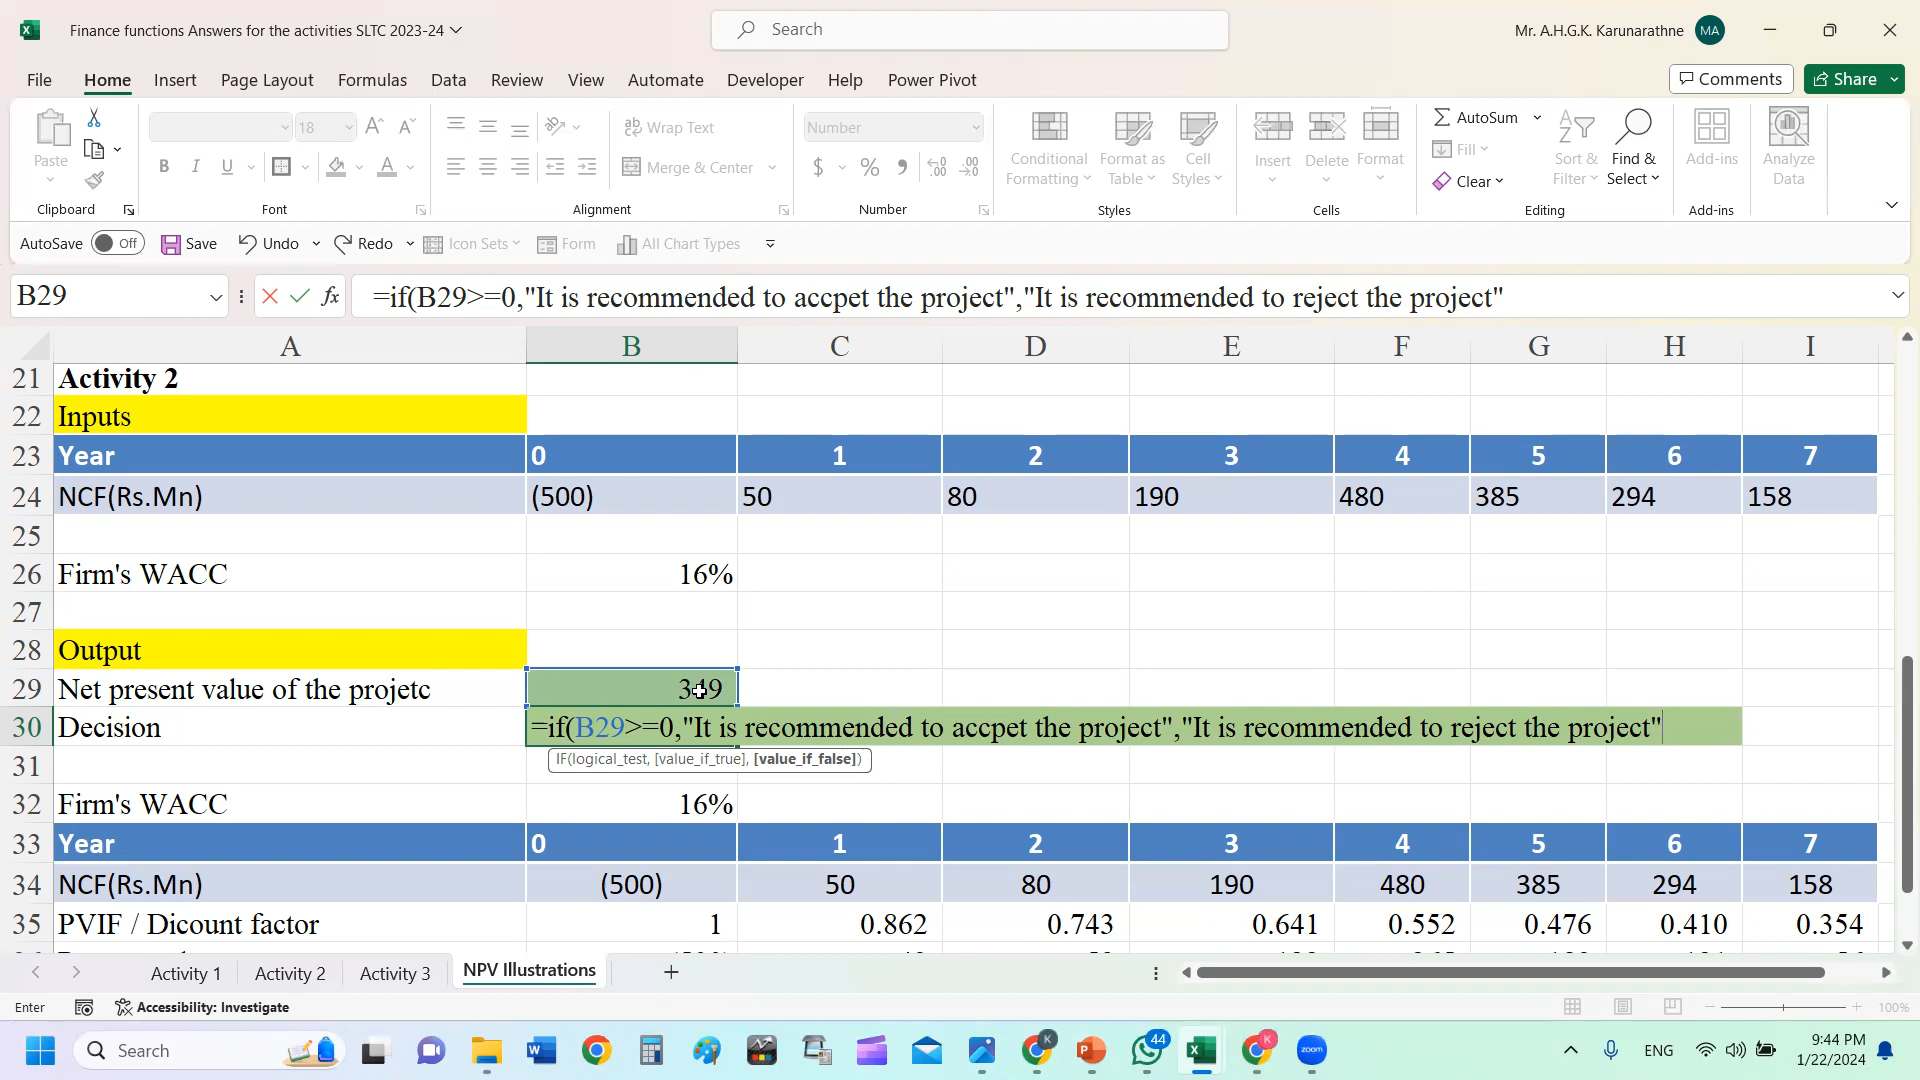 Finance functions Answers for the activities SLTC 2023-24
Search
Mr. A.H.G.K. Karunarathne
MA
File Home Insert Page Layout Formulas Data Review View Automate Developer Help Power Pivot
Comments
Share
Paste
Clipboard
18
B I U
Font
Wrap Text
Merge & Center
Alignment
Number
$ %
Number
Conditional Formatting
Format as Table
Cell Styles
Styles
Insert
Delete
Format
Cells
AutoSum
Fill
Clear
Sort & Filter
Find & Select
Editing
Add-ins
Add-ins
Analyze Data
AutoSave Off Save Undo Redo Icon Sets Form All Chart Types
B29
fx
=if(B29>=0,"It is recommended to accpet the project","It is recommended to reject the project"
A B C D E F G H I
21 Activity 2
22 Inputs
23 Year 0 1 2 3 4 5 6 7
24 NCF(Rs.Mn) (500) 50 80 190 480 385 294 158
25
26 Firm's WACC 16%
27
28 Output
29 Net present value of the projetc 349
30 Decision =if(B29>=0,"It is recommended to accpet the project","It is recommended to reject the project"
IF(logical_test, [value_if_true], [value_if_false])
31
32 Firm's WACC 16%
33 Year 0 1 2 3 4 5 6 7
34 NCF(Rs.Mn) (500) 50 80 190 480 385 294 158
35 PVIF / Dicount factor 1 0.862 0.743 0.641 0.552 0.476 0.410 0.354
Activity 1 Activity 2 Activity 3 NPV Illustrations
Enter
Accessibility: Investigate
100%
Search
44
zoom
ENG
9:44 PM
1/22/2024